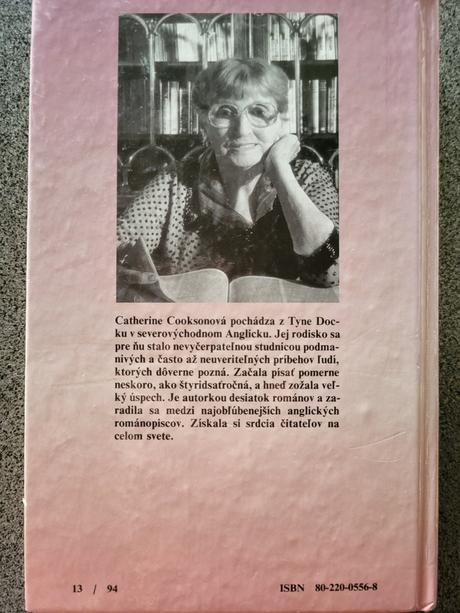 Catherine Cooksonová pochádza z Tyne Doc-
ku v severovýchodnom Anglicku. Jej rodisko sa
pre ňu stalo nevyčerpateľnou studnicou podma-
nivých a často až neuveriteľných príbehov ľudí,
ktorých dôverne pozná. Začala písať pomerne
neskoro, ako štyridsaťročná, a hneď zožala veľ-
ký úspech. Je autorkou desiatok románov a za-
radila sa medzi najobľúbenejších anglických
románopiscov. Získala si srdcia čitateľov na
celom svete.
13 / 94 ISBN 80-220-0556-8